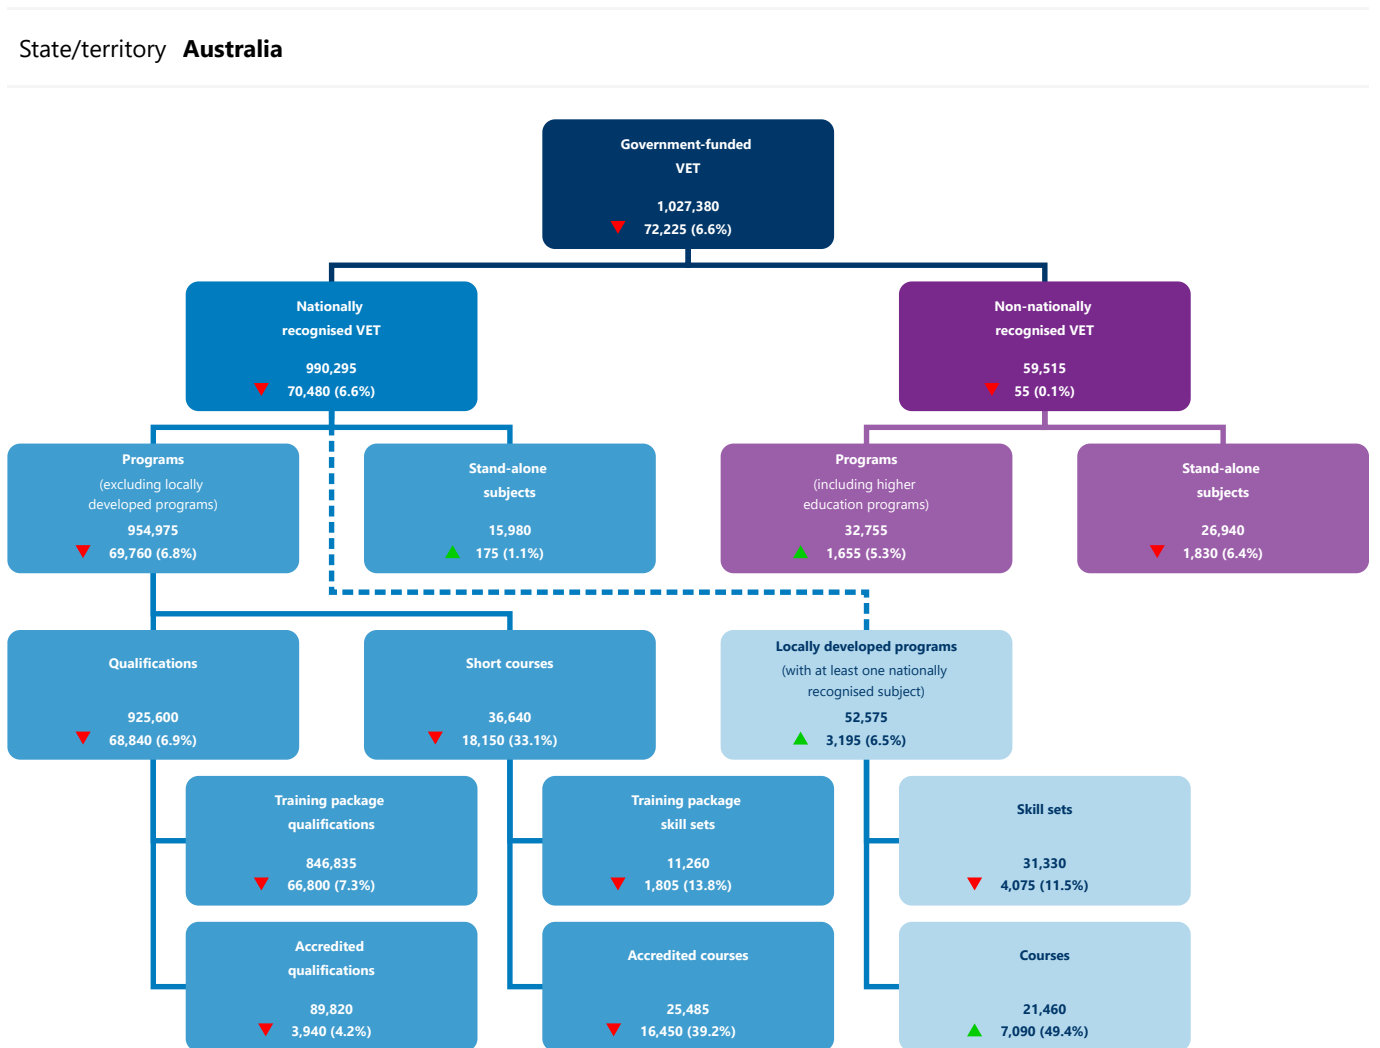 State/territory Australia
Government-funded
VET
1,027,380
▼ 72,225 (6.6%)
Nationally
recognised VET
990,295
▼ 70,480 (6.6%)
Non-nationally
recognised VET
59,515
▼ 55 (0.1%)
Programs
(excluding locally
developed programs)
954,975
▼ 69,760 (6.8%)
Stand-alone
subjects
15,980
▲ 175 (1.1%)
Programs
(including higher
education programs)
32,755
▲ 1,655 (5.3%)
Stand-alone
subjects
26,940
▼ 1,830 (6.4%)
Qualifications
925,600
▼ 68,840 (6.9%)
Short courses
36,640
▼ 18,150 (33.1%)
Locally developed programs
(with at least one nationally
recognised subject)
52,575
▲ 3,195 (6.5%)
Training package
qualifications
846,835
▼ 66,800 (7.3%)
Training package
skill sets
11,260
▼ 1,805 (13.8%)
Skill sets
31,330
▼ 4,075 (11.5%)
Accredited
qualifications
89,820
▼ 3,940 (4.2%)
Accredited courses
25,485
▼ 16,450 (39.2%)
Courses
21,460
▲ 7,090 (49.4%)